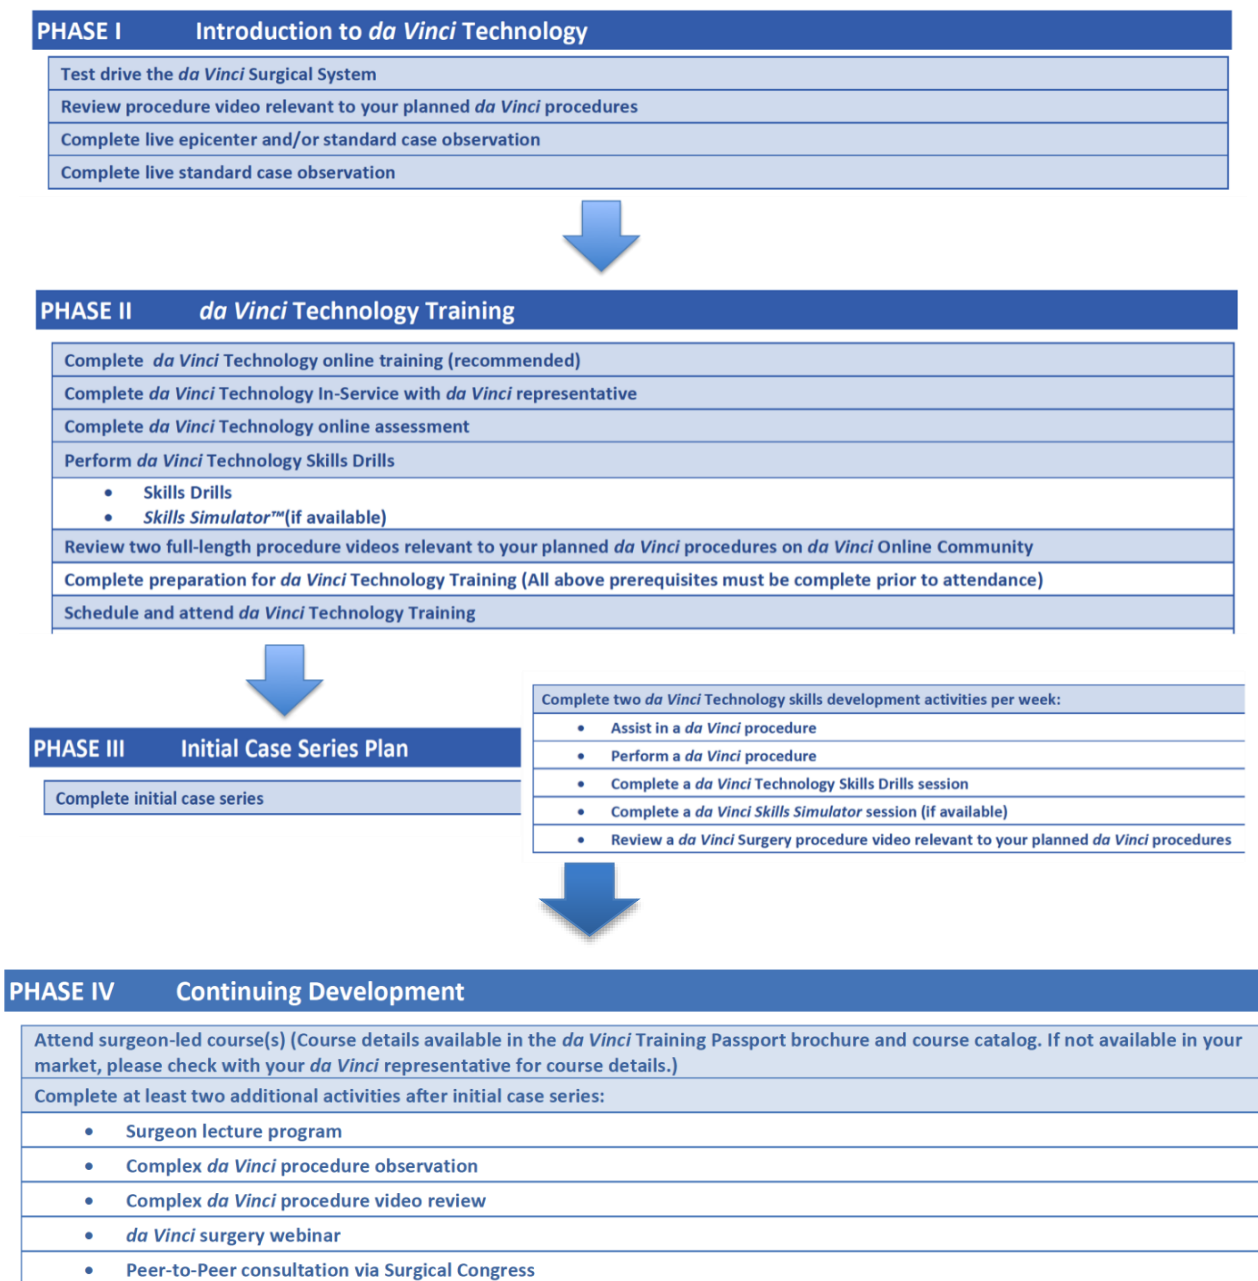 PHASE I Introduction to da Vinci Technology
Test drive the da Vinci Surgical System
Review procedure video relevant to your planned da Vinci procedures
Complete live epicenter and/or standard case observation
Complete live standard case observation
PHASE II da Vinci Technology Training
Complete da Vinci Technology online training (recommended)
Complete da Vinci Technology In-Service with da Vinci representative
Complete da Vinci Technology online assessment
Perform da Vinci Technology Skills Drills
• Skills Drills
• Skills Simulator™(if available)
Review two full-length procedure videos relevant to your planned da Vinci procedures on da Vinci Online Community
Complete preparation for da Vinci Technology Training (All above prerequisites must be complete prior to attendance)
Schedule and attend da Vinci Technology Training
PHASE III Initial Case Series Plan
Complete initial case series
Complete two da Vinci Technology skills development activities per week:
• Assist in a da Vinci procedure
• Perform a da Vinci procedure
• Complete a da Vinci Technology Skills Drills session
• Complete a da Vinci Skills Simulator session (if available)
• Review a da Vinci Surgery procedure video relevant to your planned da Vinci procedures
PHASE IV Continuing Development
Attend surgeon-led course(s) (Course details available in the da Vinci Training Passport brochure and course catalog. If not available in your
market, please check with your da Vinci representative for course details.)
Complete at least two additional activities after initial case series:
• Surgeon lecture program
• Complex da Vinci procedure observation
• Complex da Vinci procedure video review
• da Vinci surgery webinar
• Peer-to-Peer consultation via Surgical Congress